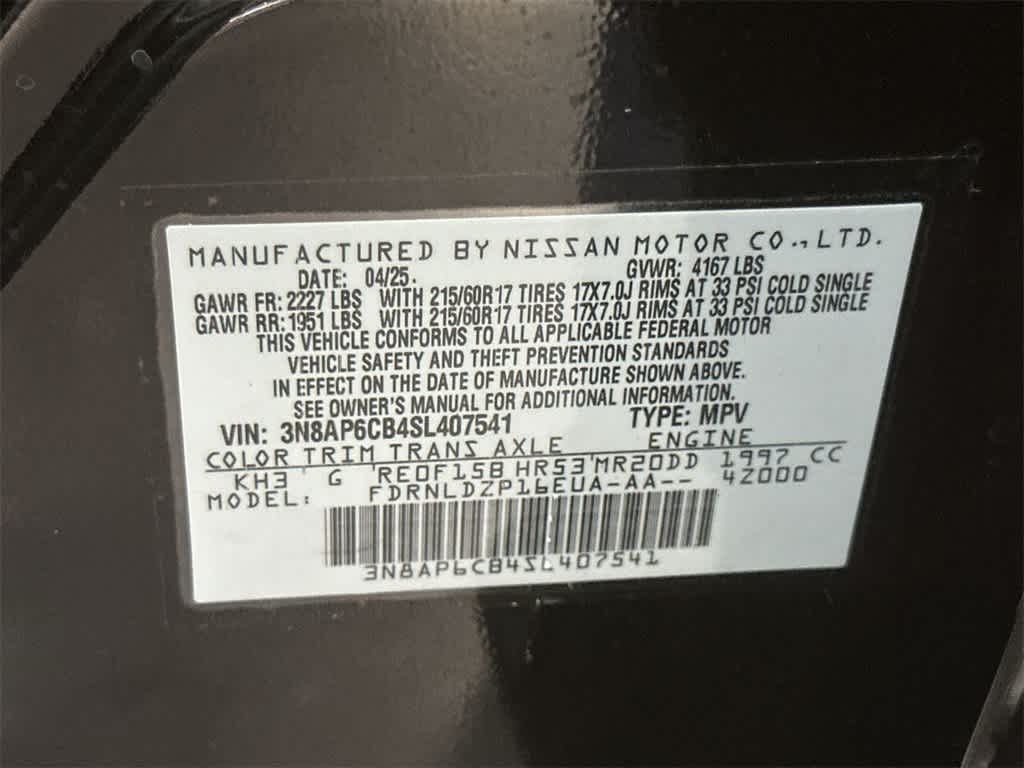 MANUFACTURED BY NISSAN MOTOR CO.,LTD.
DATE: 04/25. GVWR: 4167 LBS
GAWR FR: 2227 LBS WITH 215/60R17 TIRES 17X7.0J RIMS AT 33 PSI COLD SINGLE
GAWR RR: 1951 LBS WITH 215/60R17 TIRES 17X7.0J RIMS AT 33 PSI COLD SINGLE
THIS VEHICLE CONFORMS TO ALL APPLICABLE FEDERAL MOTOR
VEHICLE SAFETY AND THEFT PREVENTION STANDARDS
IN EFFECT ON THE DATE OF MANUFACTURE SHOWN ABOVE.
SEE OWNER'S MANUAL FOR ADDITIONAL INFORMATION.
VIN: 3N8AP6CB4SL407541 TYPE: MPV
COLOR TRIM TRANS AXLE ENGINE
KH3 G RE0F15B HR53 MR20DD 1997 CC
MODEL: FDRNLDZP16EUA-AA-- 4Z000
3N8AP6CB4SL407541